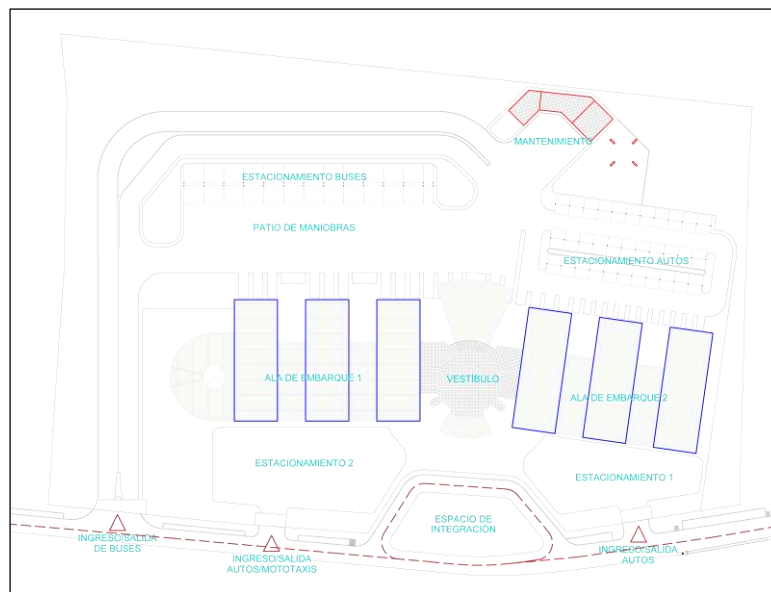 MANTENIMIENTO
ESTACIONAMIENTO BUSES
PATIO DE MANIOBRAS
ESTACIONAMIENTO AUTOS
ALA DE EMBARQUE 1
VESTÍBULO
ALA DE EMBARQUE 2
ESTACIONAMIENTO 2
ESTACIONAMIENTO 1
ESPACIO DE
INTEGRACIÓN
INGRESO/SALIDA
DE BUSES
INGRESO/SALIDA
AUTOS/MOTOTAXIS
INGRESO/SALIDA
AUTOS